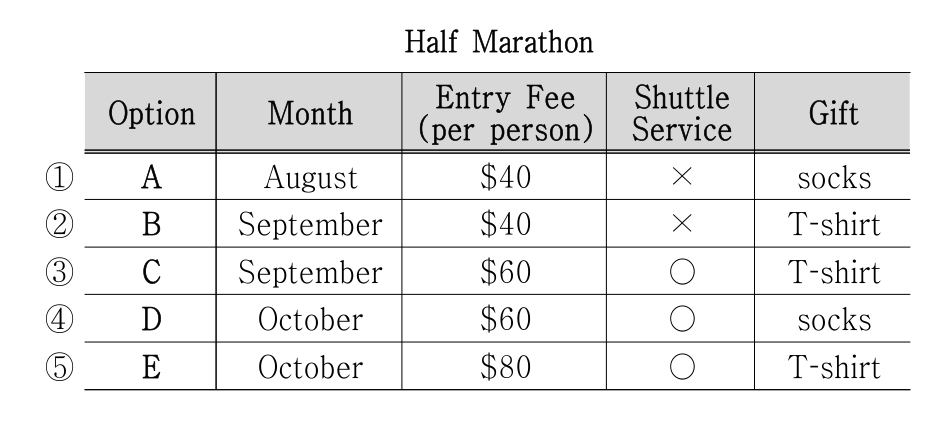 Half Marathon
Option Month Entry Fee (per person) Shuttle Service Gift
① A August $40 × socks
② B September $40 × T-shirt
③ C September $60 ○ T-shirt
④ D October $60 ○ socks
⑤ E October $80 ○ T-shirt